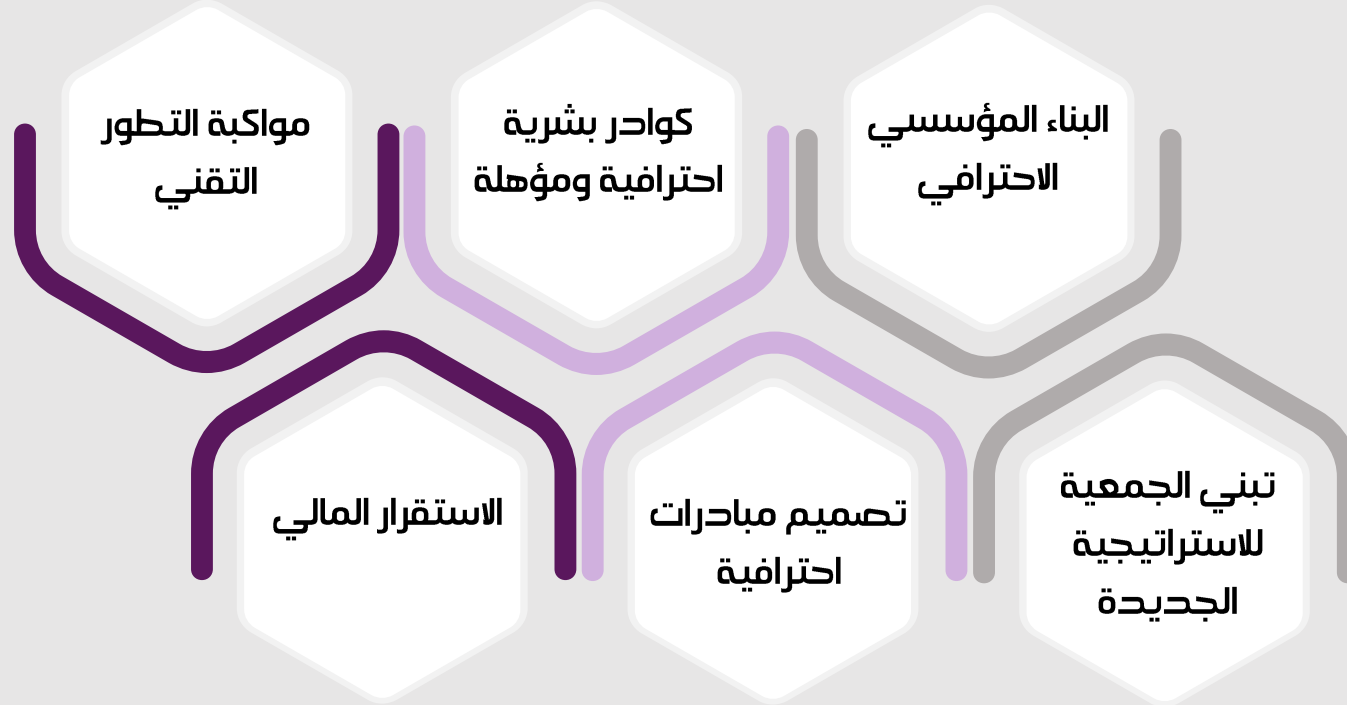 البناء المؤسسي
الاحترافي
كوادر بشرية
احترافية ومؤهلة
مواكبة التطور
التقني
تبني الجمعية
للاستراتيجية
الجديدة
تصميم مبادرات
احترافية
الاستقرار المالي